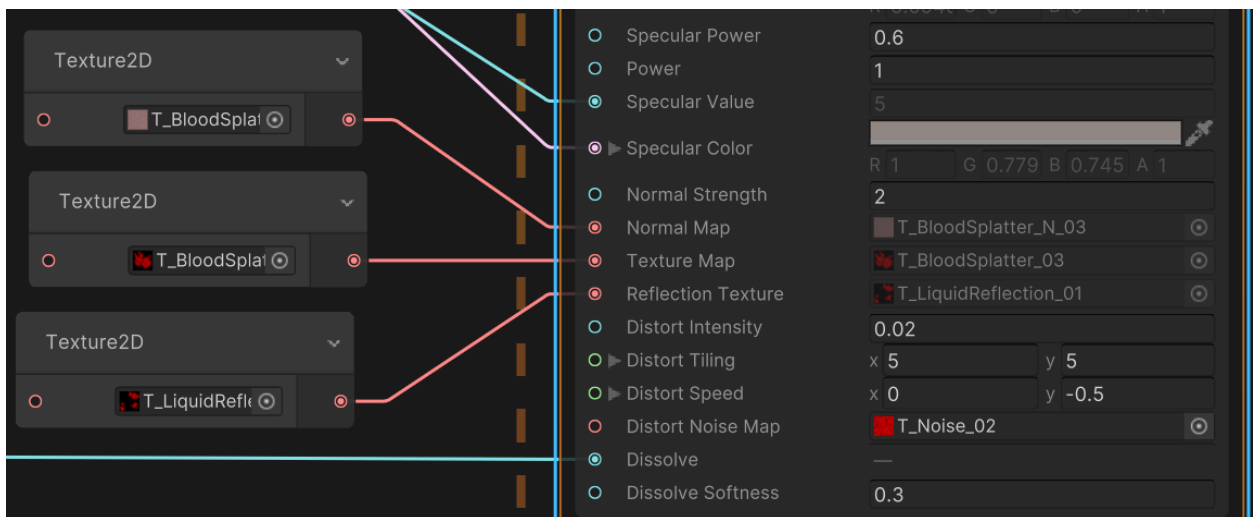 Texture2D
T_BloodSplat
Texture2D
T_BloodSplat
Texture2D
T_LiquidRefle
Specular Power 0.6
Power 1
Specular Value 5
Specular Color
R 1 G 0.779 B 0.745 A 1
Normal Strength 2
Normal Map T_BloodSplatter_N_03
Texture Map T_BloodSplatter_03
Reflection Texture T_LiquidReflection_01
Distort Intensity 0.02
Distort Tiling x 5 y 5
Distort Speed x 0 y -0.5
Distort Noise Map T_Noise_02
Dissolve —
Dissolve Softness 0.3